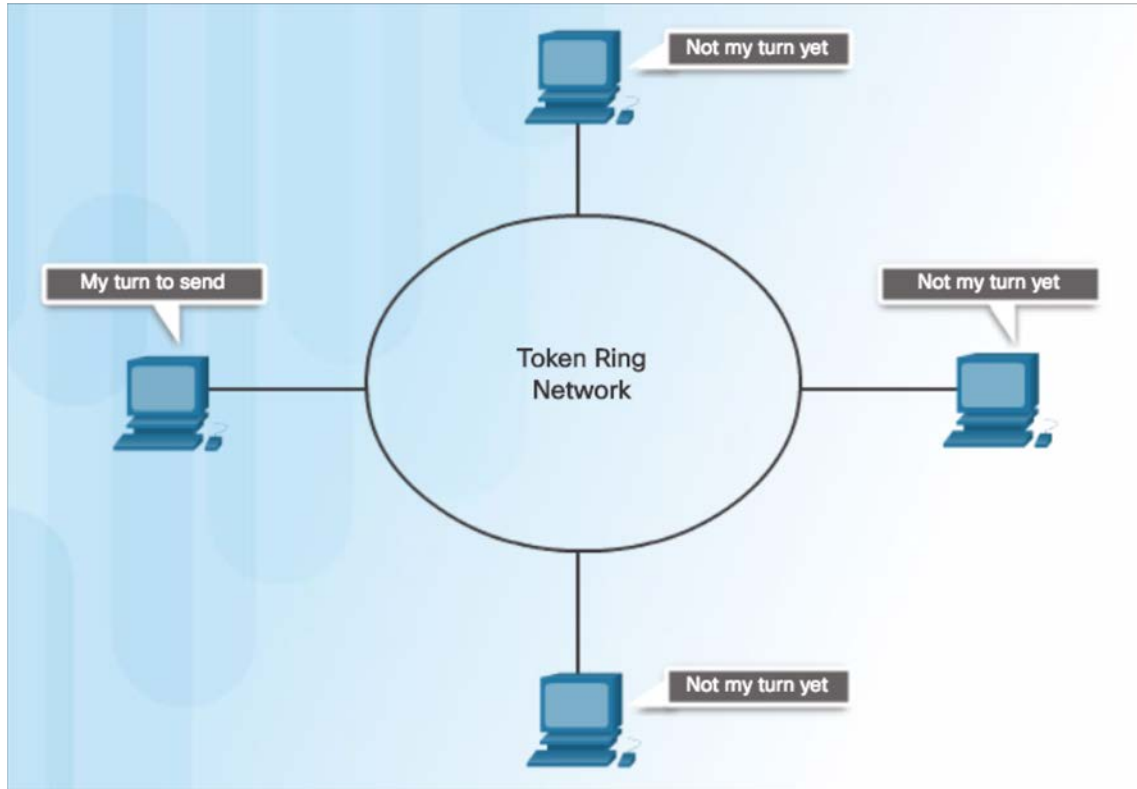 Not my turn yet
My turn to send
Not my turn yet
Token Ring
Network
Not my turn yet